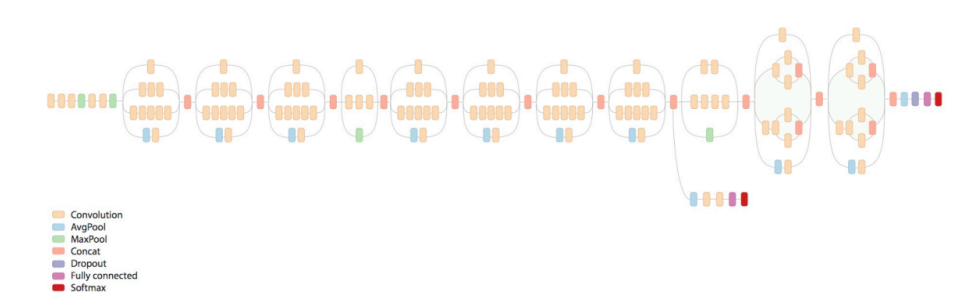 Convolution
AvgPool
MaxPool
Concat
Dropout
Fully connected
Softmax